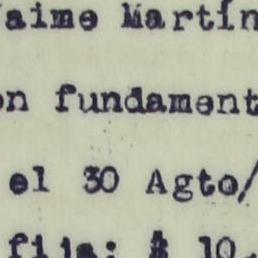 Jaime Martín
on fundament
el 30 Agto/
fija: $ 10.